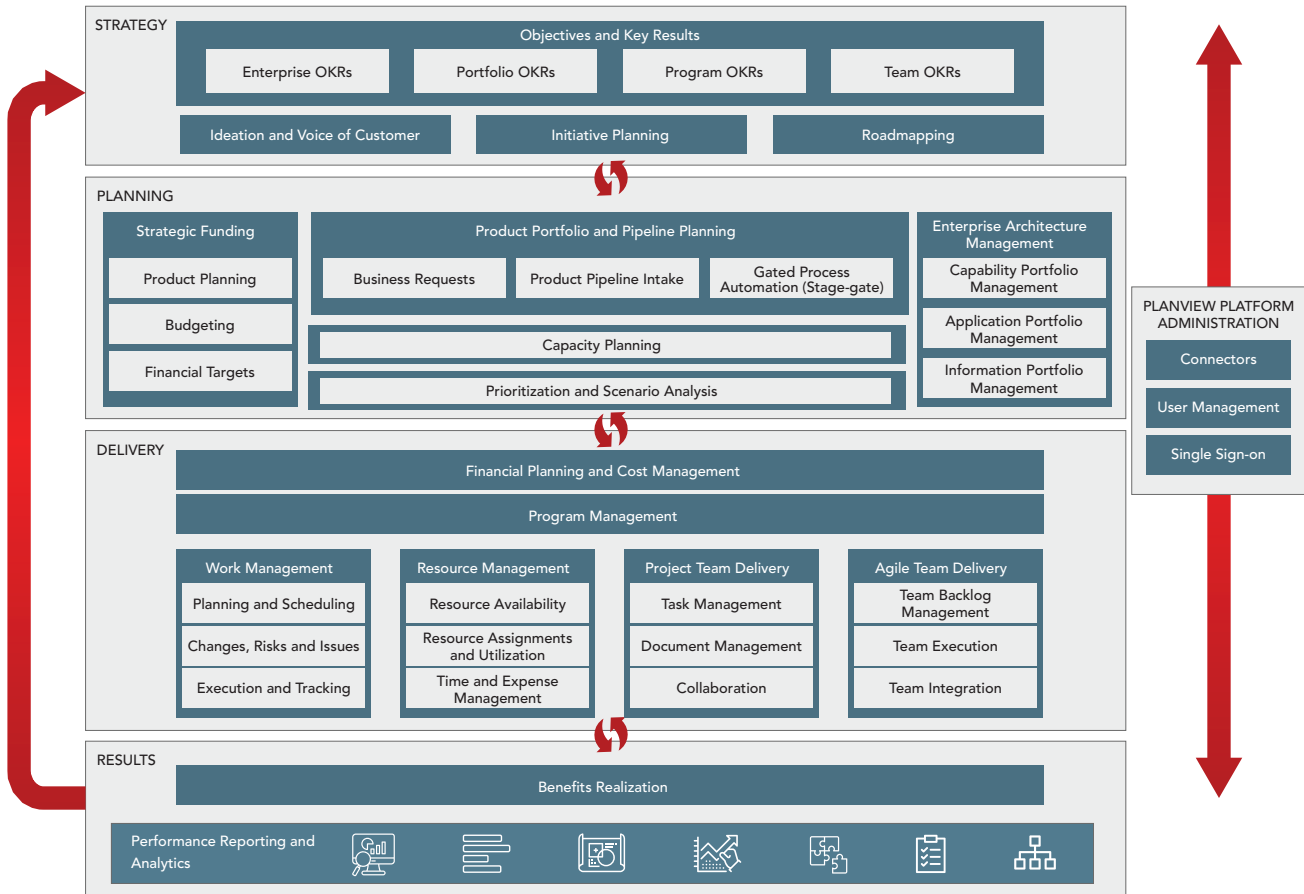 STRATEGY
Objectives and Key Results
Enterprise OKRs
Portfolio OKRs
Program OKRs
Team OKRs
Ideation and Voice of Customer
Initiative Planning
Roadmapping
PLANNING
Strategic Funding
Product Planning
Budgeting
Financial Targets
Product Portfolio and Pipeline Planning
Business Requests
Product Pipeline Intake
Gated Process
Automation (Stage-gate)
Capacity Planning
Prioritization and Scenario Analysis
Enterprise Architecture
Management
Capability Portfolio
Management
Application Portfolio
Management
Information Portfolio
Management
DELIVERY
Financial Planning and Cost Management
Program Management
Work Management
Planning and Scheduling
Changes, Risks and Issues
Execution and Tracking
Resource Management
Resource Availability
Resource Assignments
and Utilization
Time and Expense
Management
Project Team Delivery
Task Management
Document Management
Collaboration
Agile Team Delivery
Team Backlog
Management
Team Execution
Team Integration
RESULTS
Benefits Realization
Performance Reporting and
Analytics
PLANVIEW PLATFORM
ADMINISTRATION
Connectors
User Management
Single Sign-on